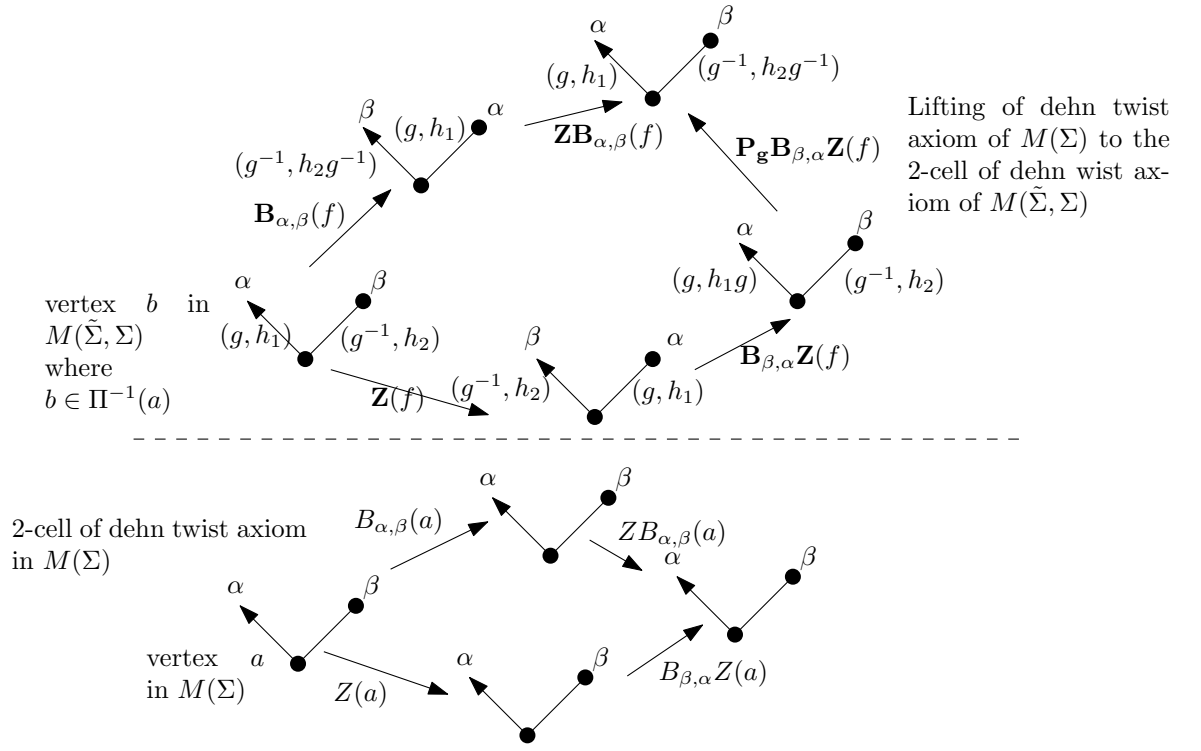 β
α
(g, h₁)
(g⁻¹, h₂g⁻¹)
𝐙𝐁_{α,β}(f)
α
β
(g, h₁)
(g⁻¹, h₂g⁻¹)
𝐁_{α,β}(f)
Lifting of dehn twist
axiom of M(Σ) to the
2-cell of dehn wist ax-
iom of M(Σ̃, Σ)
𝐏_𝐠𝐁_{β,α}𝐙(f)
vertex b in
M(Σ̃, Σ)
where
b ∈ Π⁻¹(a)
α
β
(g, h₁)
(g⁻¹, h₂)
𝐙(f)
α
β
(g, h₁g)
(g⁻¹, h₂)
𝐁_{β,α}𝐙(f)
β
α
(g⁻¹, h₂)
(g, h₁)
2-cell of dehn twist axiom
in M(Σ)
α
β
B_{α,β}(a)
ZB_{α,β}(a)
α
β
α
β
vertex a
in M(Σ)
Z(a)
α
β
B_{β,α}Z(a)